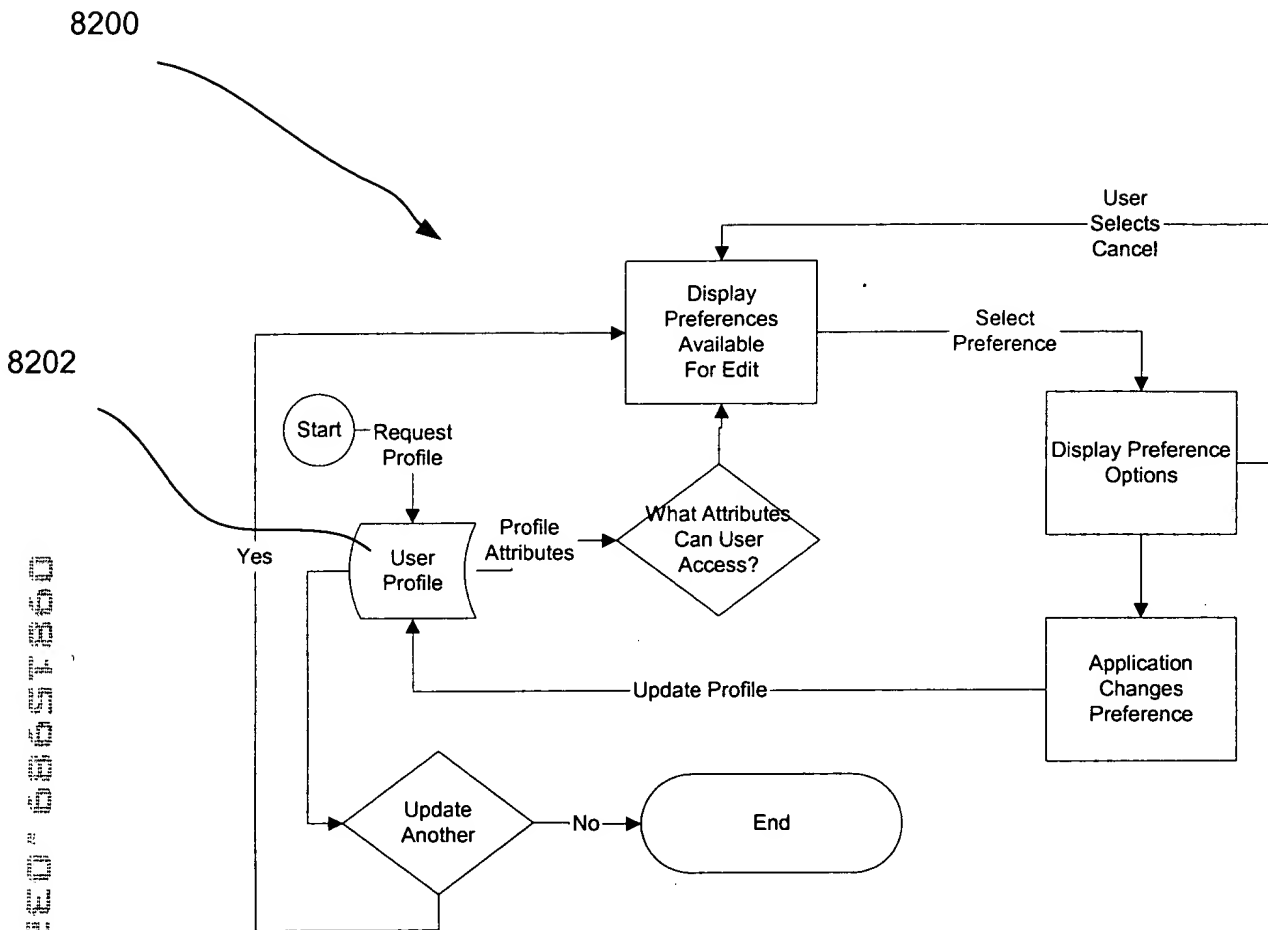 8200
User
Selects
Cancel
Display
Preferences
Available
For Edit
Select
Preference
8202
Start
Request
Profile
Display Preference
Options
What Attributes
Can User
Access?
Profile
Attributes
Yes
User
Profile
Application
Changes
Preference
Update Profile
Update
Another
No
End